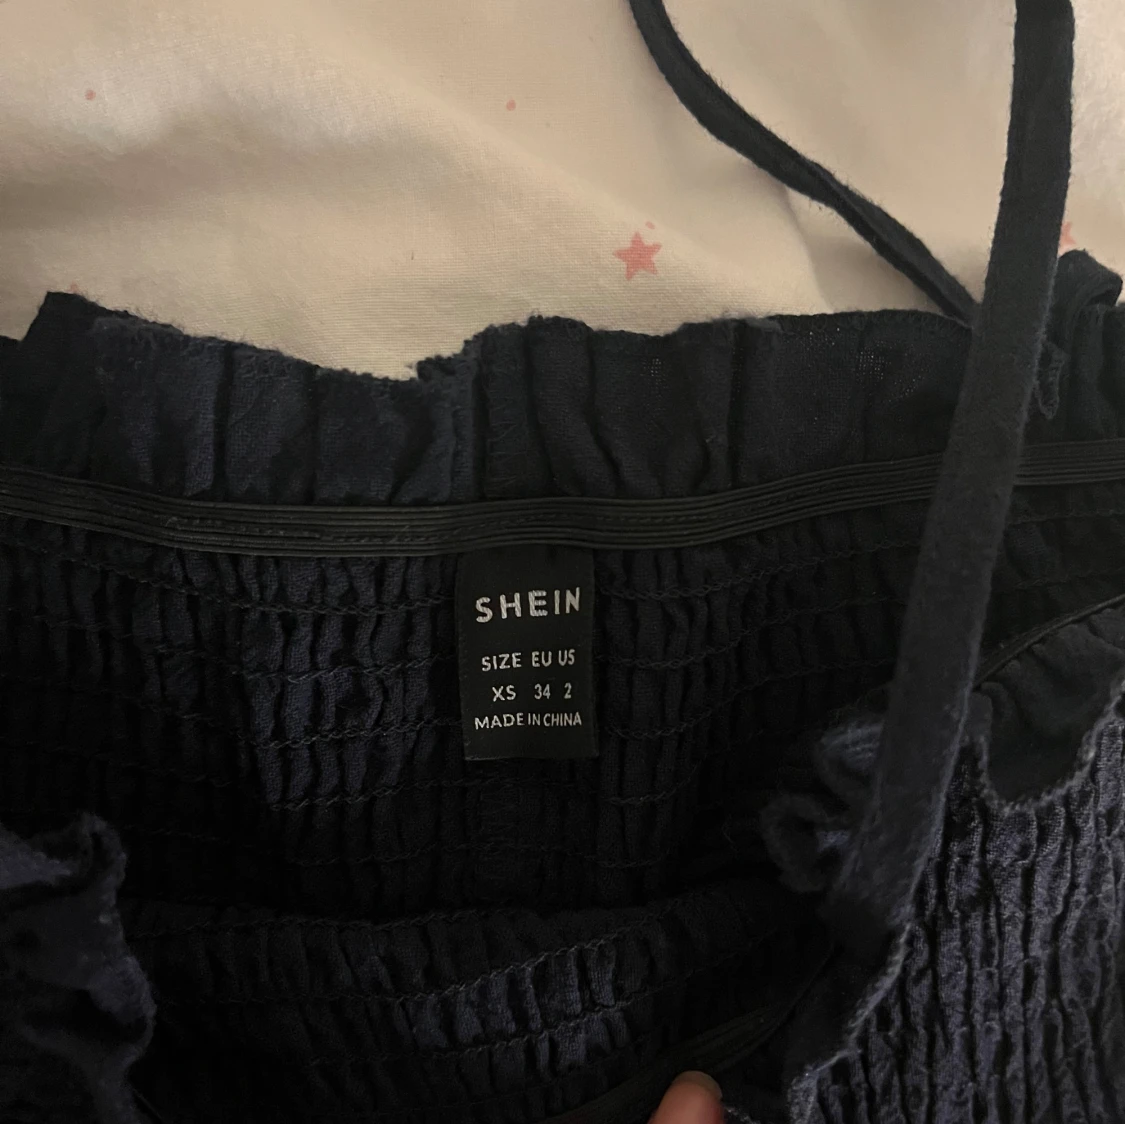 SHEIN
SIZE EU US
XS 34 2
MADE IN CHINA